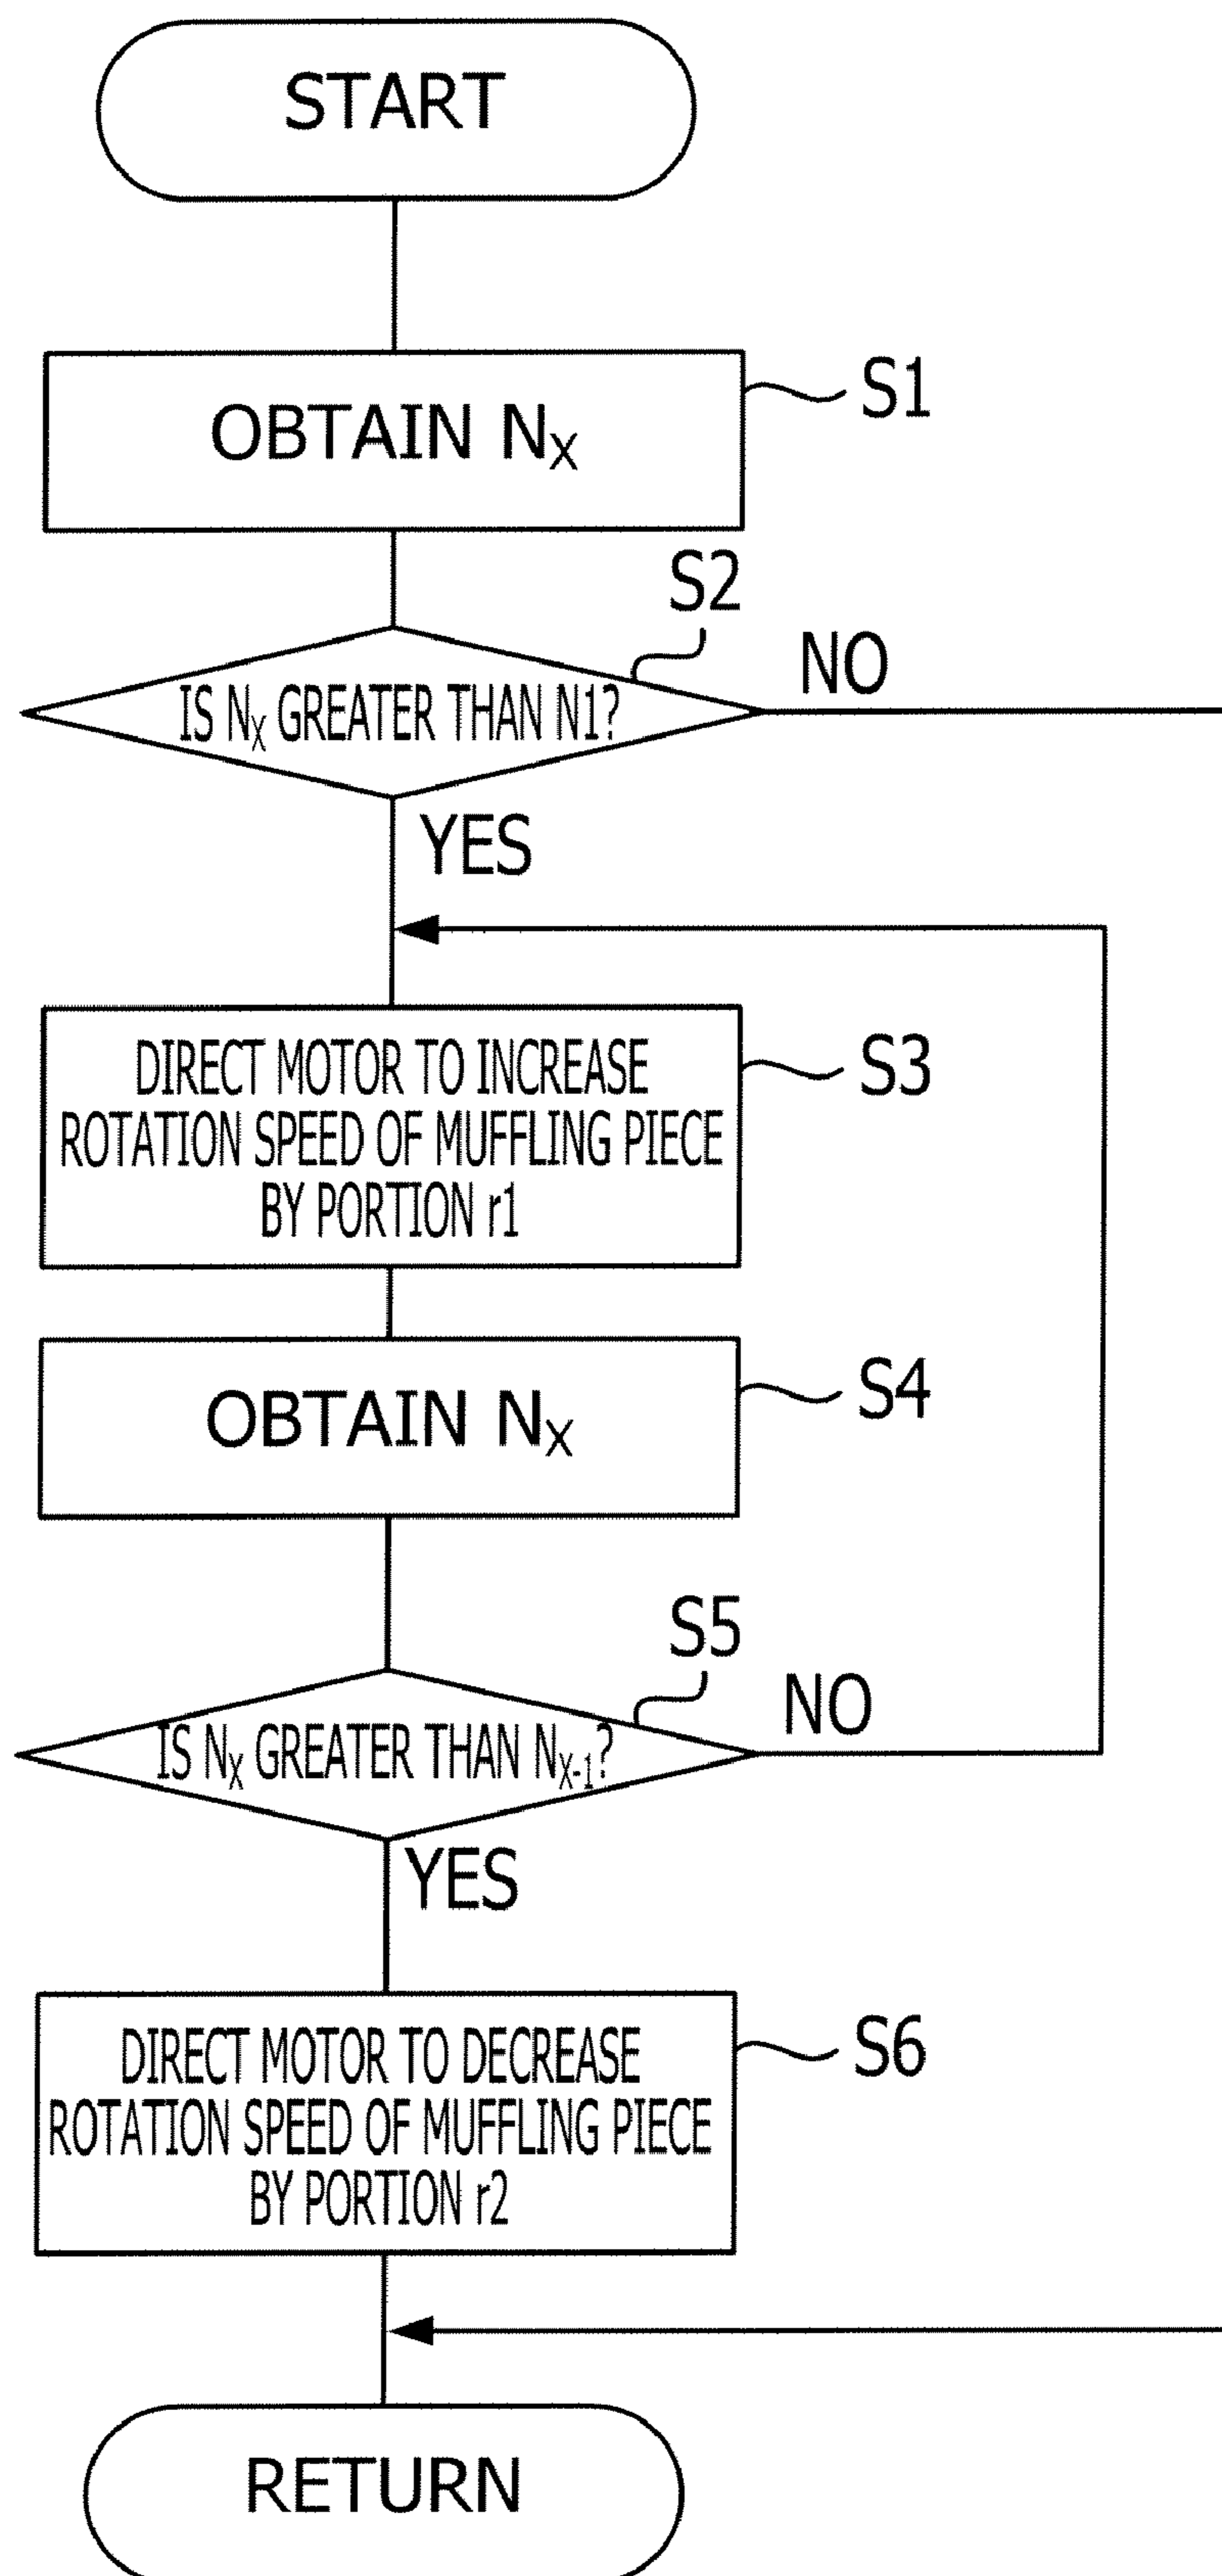 START
OBTAIN Nₓ
S1
S2
IS Nₓ GREATER THAN N1?
NO
YES
DIRECT MOTOR TO INCREASE
ROTATION SPEED OF MUFFLING PIECE
BY PORTION r1
S3
OBTAIN Nₓ
S4
S5
IS Nₓ GREATER THAN Nₓ₋₁?
NO
YES
DIRECT MOTOR TO DECREASE
ROTATION SPEED OF MUFFLING PIECE
BY PORTION r2
S6
RETURN